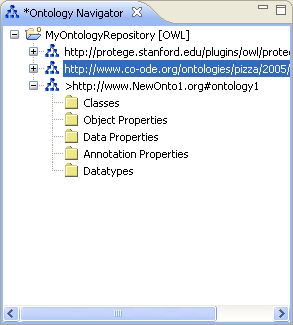 *Ontology Navigator
MyOntologyRepository [OWL]
http://protege.stanford.edu/plugins/owl/prote
http://www.co-ode.org/ontologies/pizza/2005/
>http://www.NewOnto1.org#ontology1
Classes
Object Properties
Data Properties
Annotation Properties
Datatypes